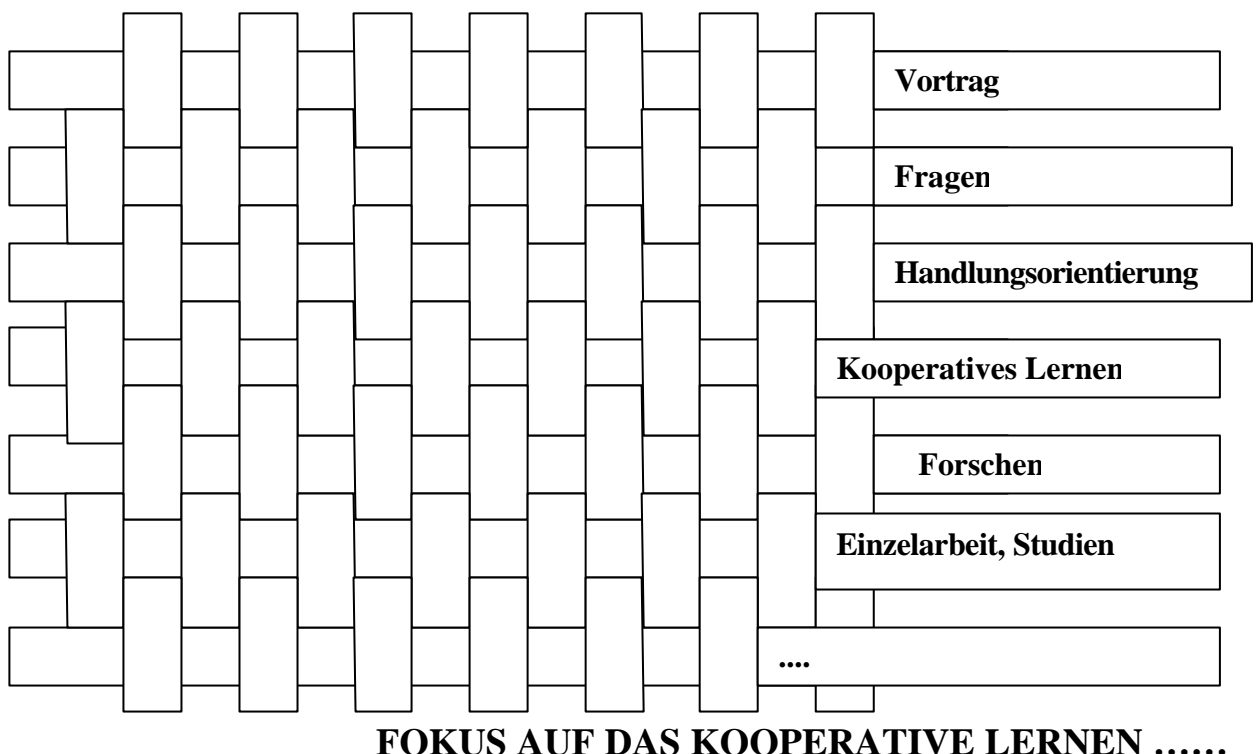 Vortrag
Fragen
Handlungsorientierung
Kooperatives Lernen
Forschen
Einzelarbeit, Studien
....
FOKUS AUF DAS KOOPERATIVE LERNEN ......